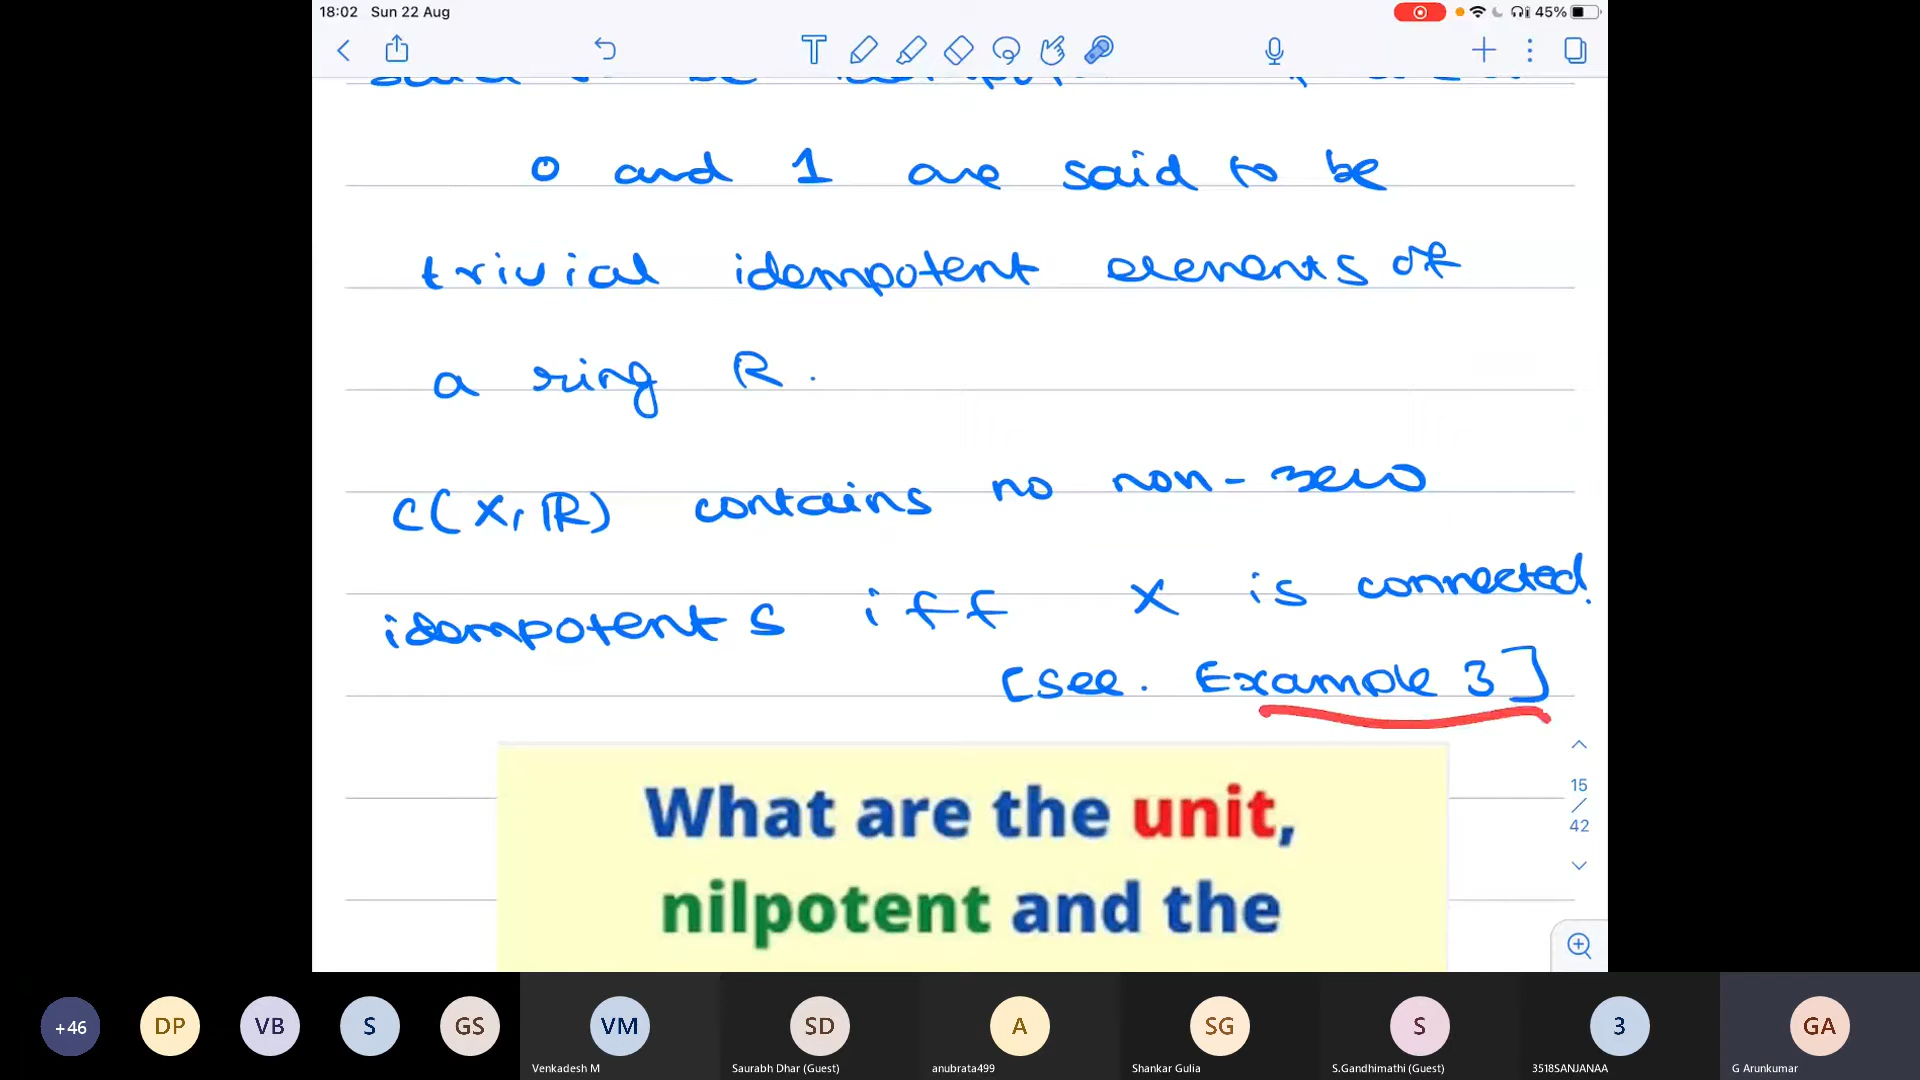 18:02 Sun 22 Aug
45%
said to be
0 and 1 are said to be
trivial idempotent elements of
a ring R.
C(X, ℝ) contains no non-zero
idempotents iff X is connected.
[see. Example 3]
15
/
42
What are the unit,
nilpotent and the
+46 DP VB S GS VM SD A SG S 3 GA
Venkadesh M Saurabh Dhar (Guest) anubrata499 Shankar Gulia S.Gandhimathi (Guest) 3518SANJANAA G Arunkumar